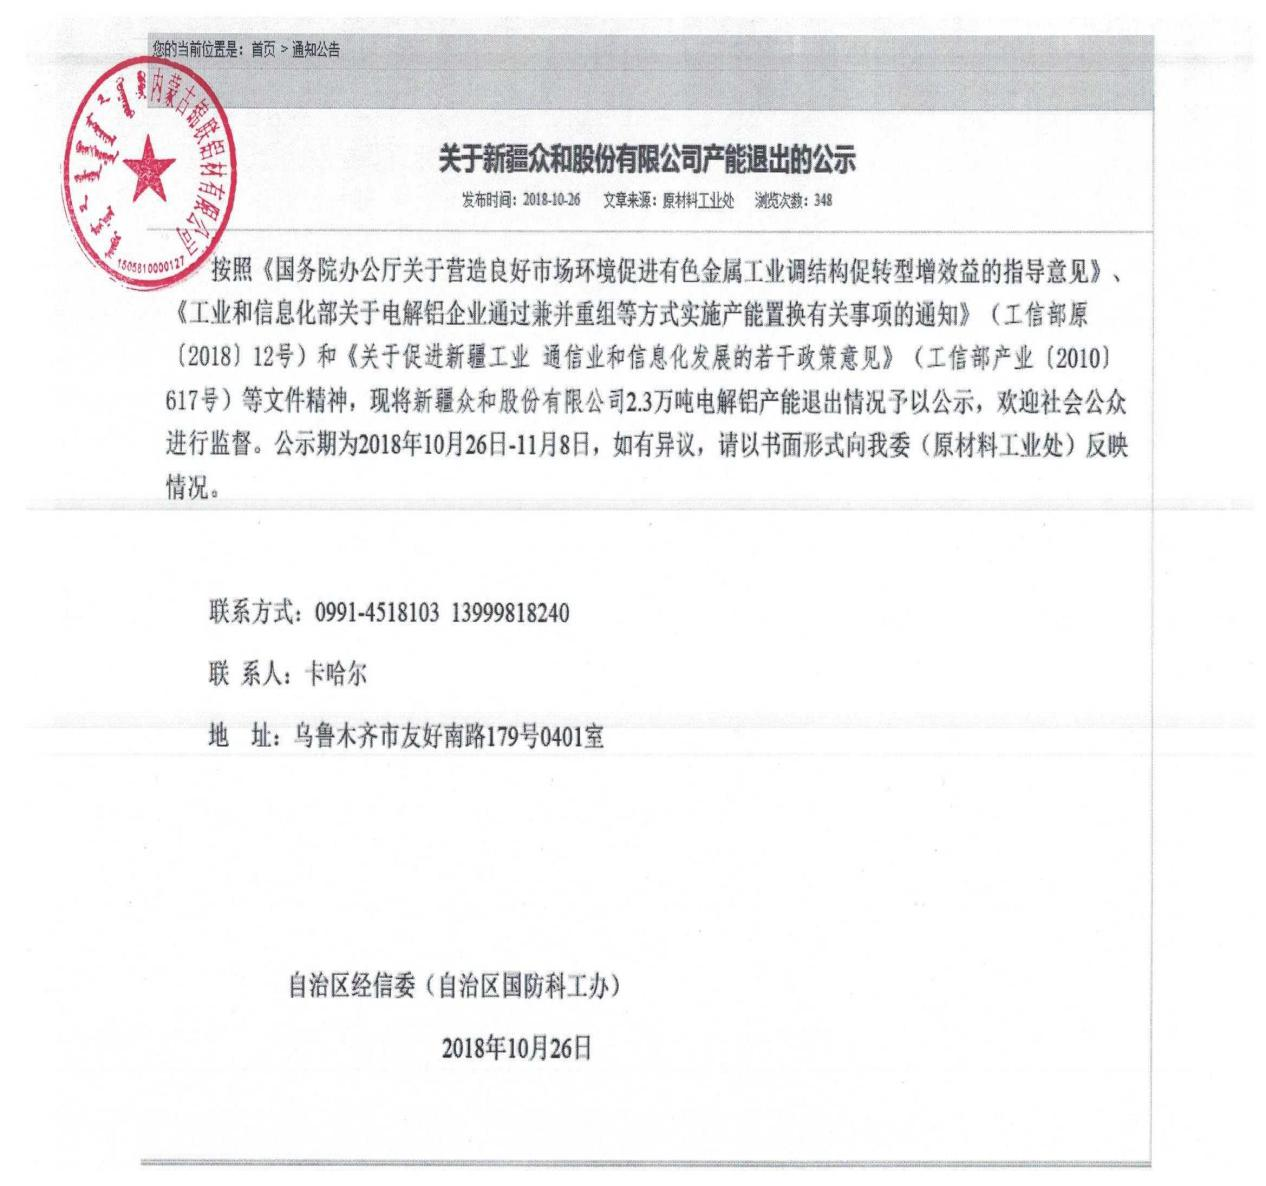 您的当前位置是：首页 > 通知公告
内蒙古锦联铝材有限公司
1505810000127
关于新疆众和股份有限公司产能退出的公示
发布时间：2018-10-26 文章来源：原材料工业处 浏览次数：348
按照《国务院办公厅关于营造良好市场环境促进有色金属工业调结构促转型增效益的指导意见》、
《工业和信息化部关于电解铝企业通过兼并重组等方式实施产能置换有关事项的通知》（工信部原
〔2018〕12号）和《关于促进新疆工业 通信业和信息化发展的若干政策意见》（工信部产业〔2010〕
617号）等文件精神，现将新疆众和股份有限公司2.3万吨电解铝产能退出情况予以公示，欢迎社会公众
进行监督。公示期为2018年10月26日-11月8日，如有异议，请以书面形式向我委（原材料工业处）反映
情况。
联系方式：0991-4518103 13999818240
联 系人：卡哈尔
地 址：乌鲁木齐市友好南路179号0401室
自治区经信委（自治区国防科工办）
2018年10月26日